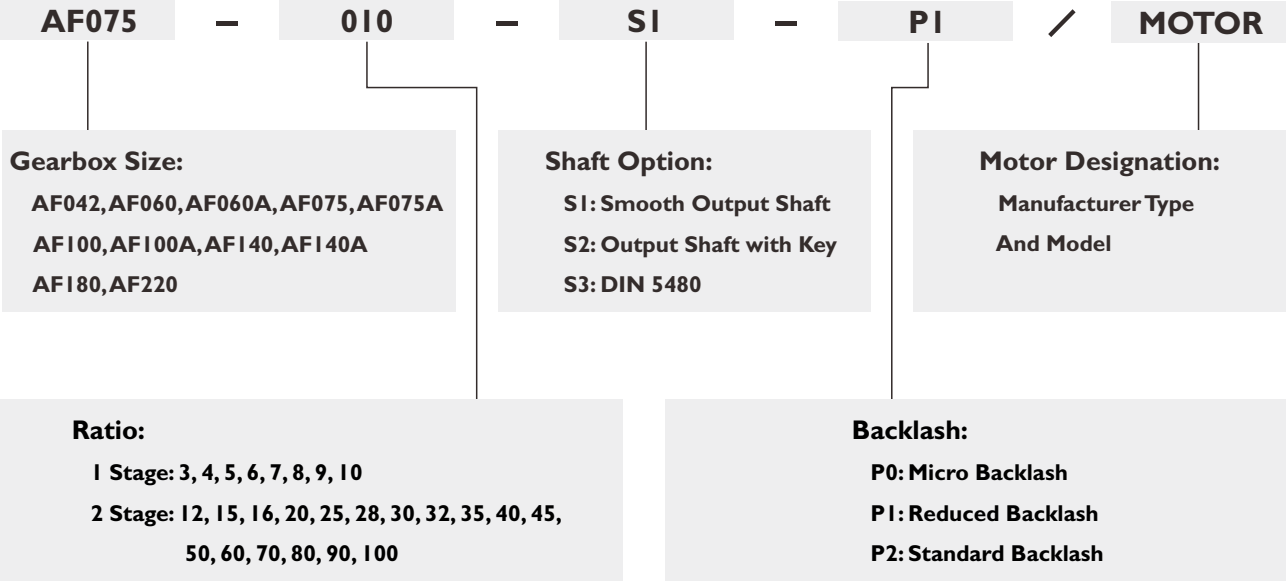 AF075 – 010 – S1 – P1 / MOTOR
Gearbox Size:
AF042, AF060, AF060A, AF075, AF075A
AF100, AF100A, AF140, AF140A
AF180, AF220
Shaft Option:
S1: Smooth Output Shaft
S2: Output Shaft with Key
S3: DIN 5480
Motor Designation:
Manufacturer Type
And Model
Ratio:
1 Stage: 3, 4, 5, 6, 7, 8, 9, 10
2 Stage: 12, 15, 16, 20, 25, 28, 30, 32, 35, 40, 45,
50, 60, 70, 80, 90, 100
Backlash:
P0: Micro Backlash
P1: Reduced Backlash
P2: Standard Backlash